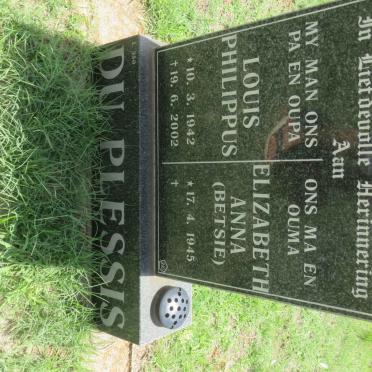 In Liefdevolle Herinnering
Aan
MY MAN ONS
PA EN OUPA
LOUIS
PHILIPPUS
★ 10. 3. 1942
† 19. 6. 2002
ONS MA EN
OUMA
ELIZABETH
ANNA
(BETSIE)
★ 17. 4. 1945
†
DU PLESSIS